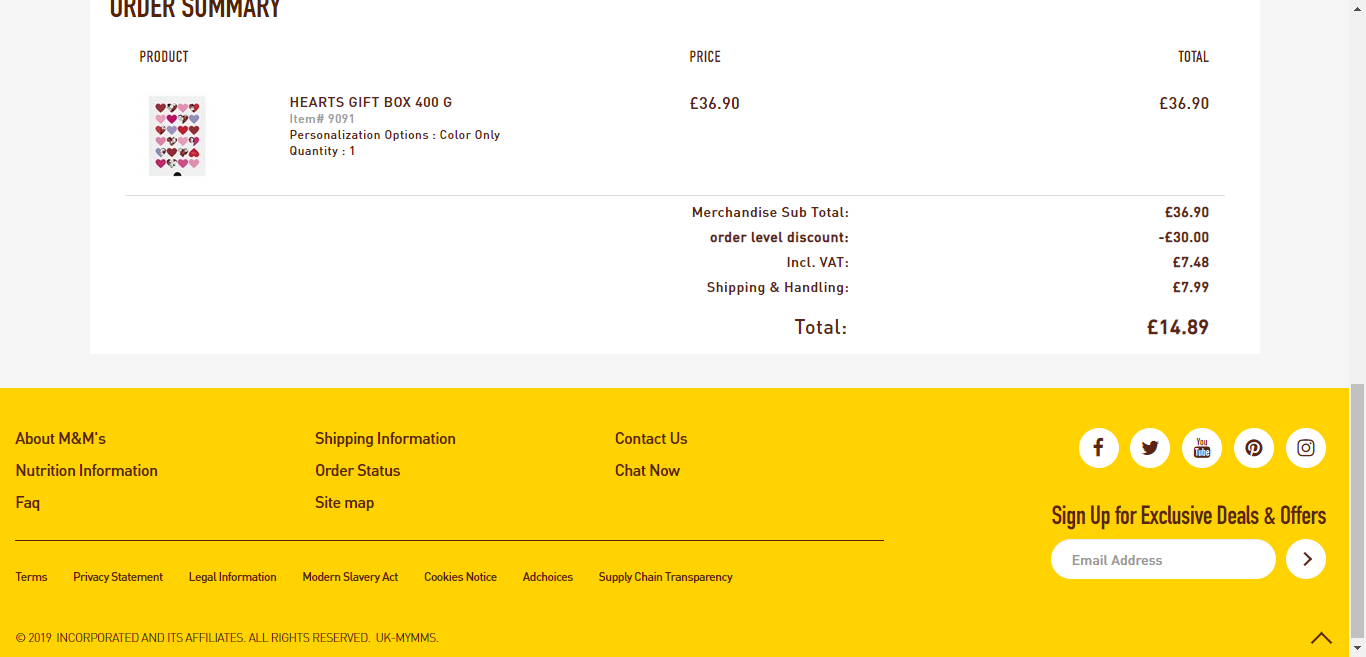 ORDER SUMMARY
PRODUCT PRICE TOTAL
HEARTS GIFT BOX 400 G £36.90 £36.90
Item# 9091
Personalization Options : Color Only
Quantity : 1
Merchandise Sub Total: £36.90
order level discount: -£30.00
Incl. VAT: £7.48
Shipping & Handling: £7.99
Total: £14.89
About M&M's Shipping Information Contact Us
Nutrition Information Order Status Chat Now
Faq Site map
You Tube
Sign Up for Exclusive Deals & Offers
Email Address
Terms Privacy Statement Legal Information Modern Slavery Act Cookies Notice Adchoices Supply Chain Transparency
© 2019 INCORPORATED AND ITS AFFILIATES. ALL RIGHTS RESERVED. UK-MYMMS.